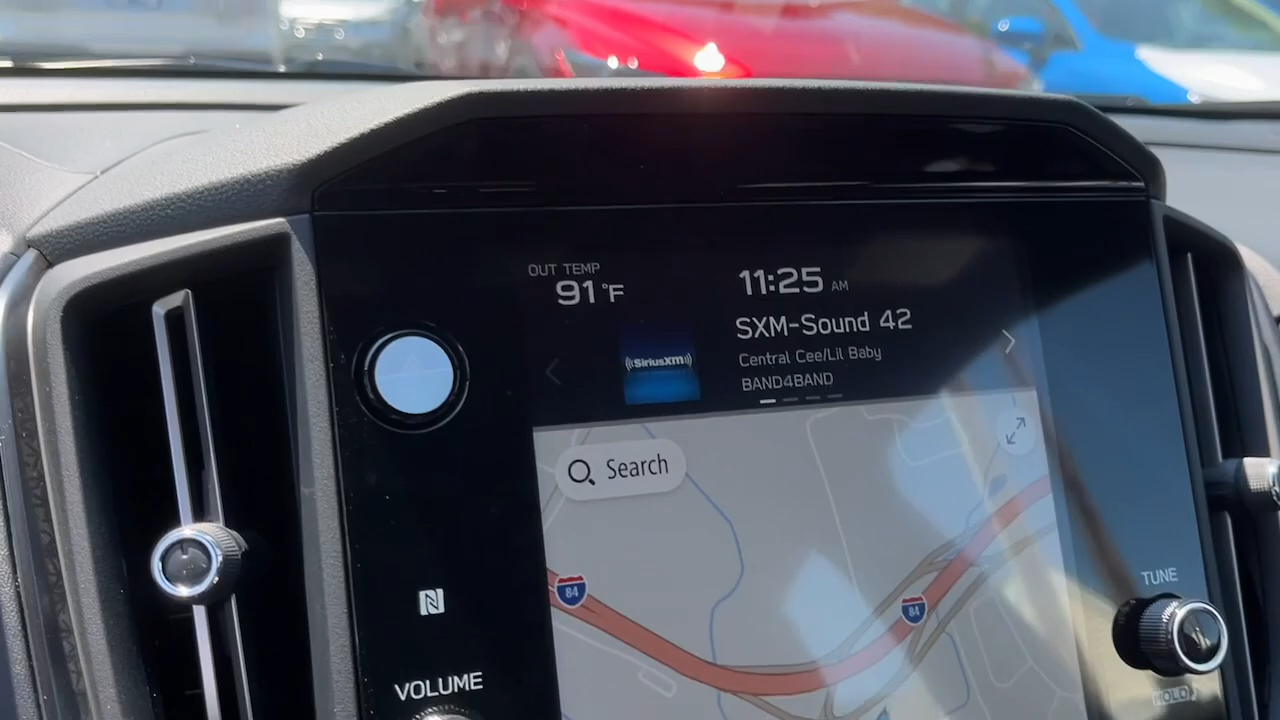 OUT TEMP
91°F
11:25 AM
SXM-Sound 42
Central Cee/Lil Baby
BAND4BAND
((SiriusXM))
Search
84
84
TUNE
HOLD
VOLUME